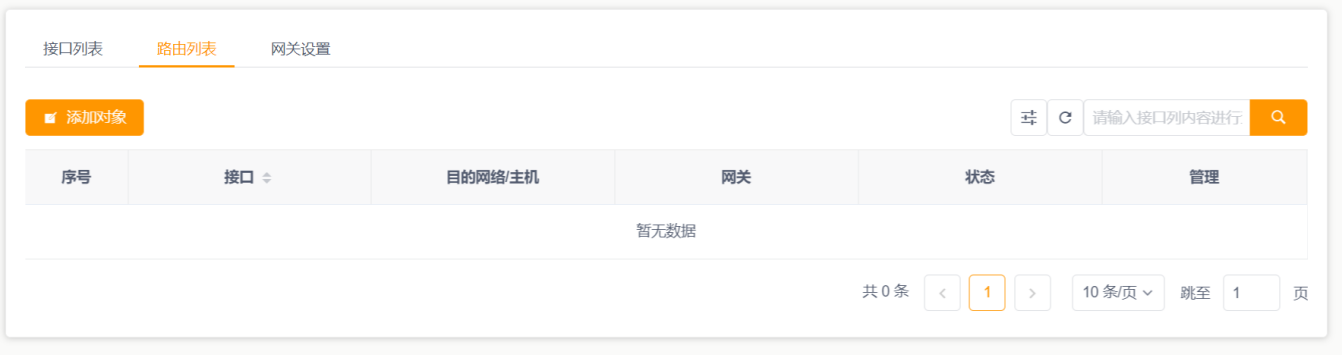 接口列表 路由列表 网关设置
添加对象 请输入接口列内容进行
序号 接口 目的网络/主机 网关 状态 管理
暂无数据
共 0 条 1 10 条/页 跳至 1 页